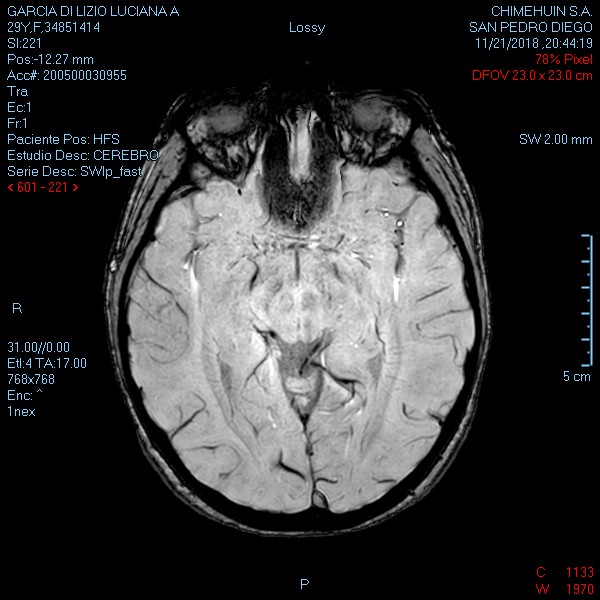 GARCIA DI LIZIO LUCIANA A
29Y,F,34851414
Sl:221
Pos:-12.27 mm
Acc#: 200500030955
Tra
Ec:1
Fr:1
Paciente Pos: HFS
Estudio Desc: CEREBRO
Serie Desc: SWIp_fast
< 601 - 221 >
Lossy
CHIMEHUIN S.A.
SAN PEDRO DIEGO
11/21/2018 ,20:44:19
78% Pixel
DFOV 23.0 x 23.0 cm
SW 2.00 mm
R
5 cm
31.00//0.00
Etl:4 TA:17.00
768x768
Enc: ^
1nex
P
C 1133
W 1970